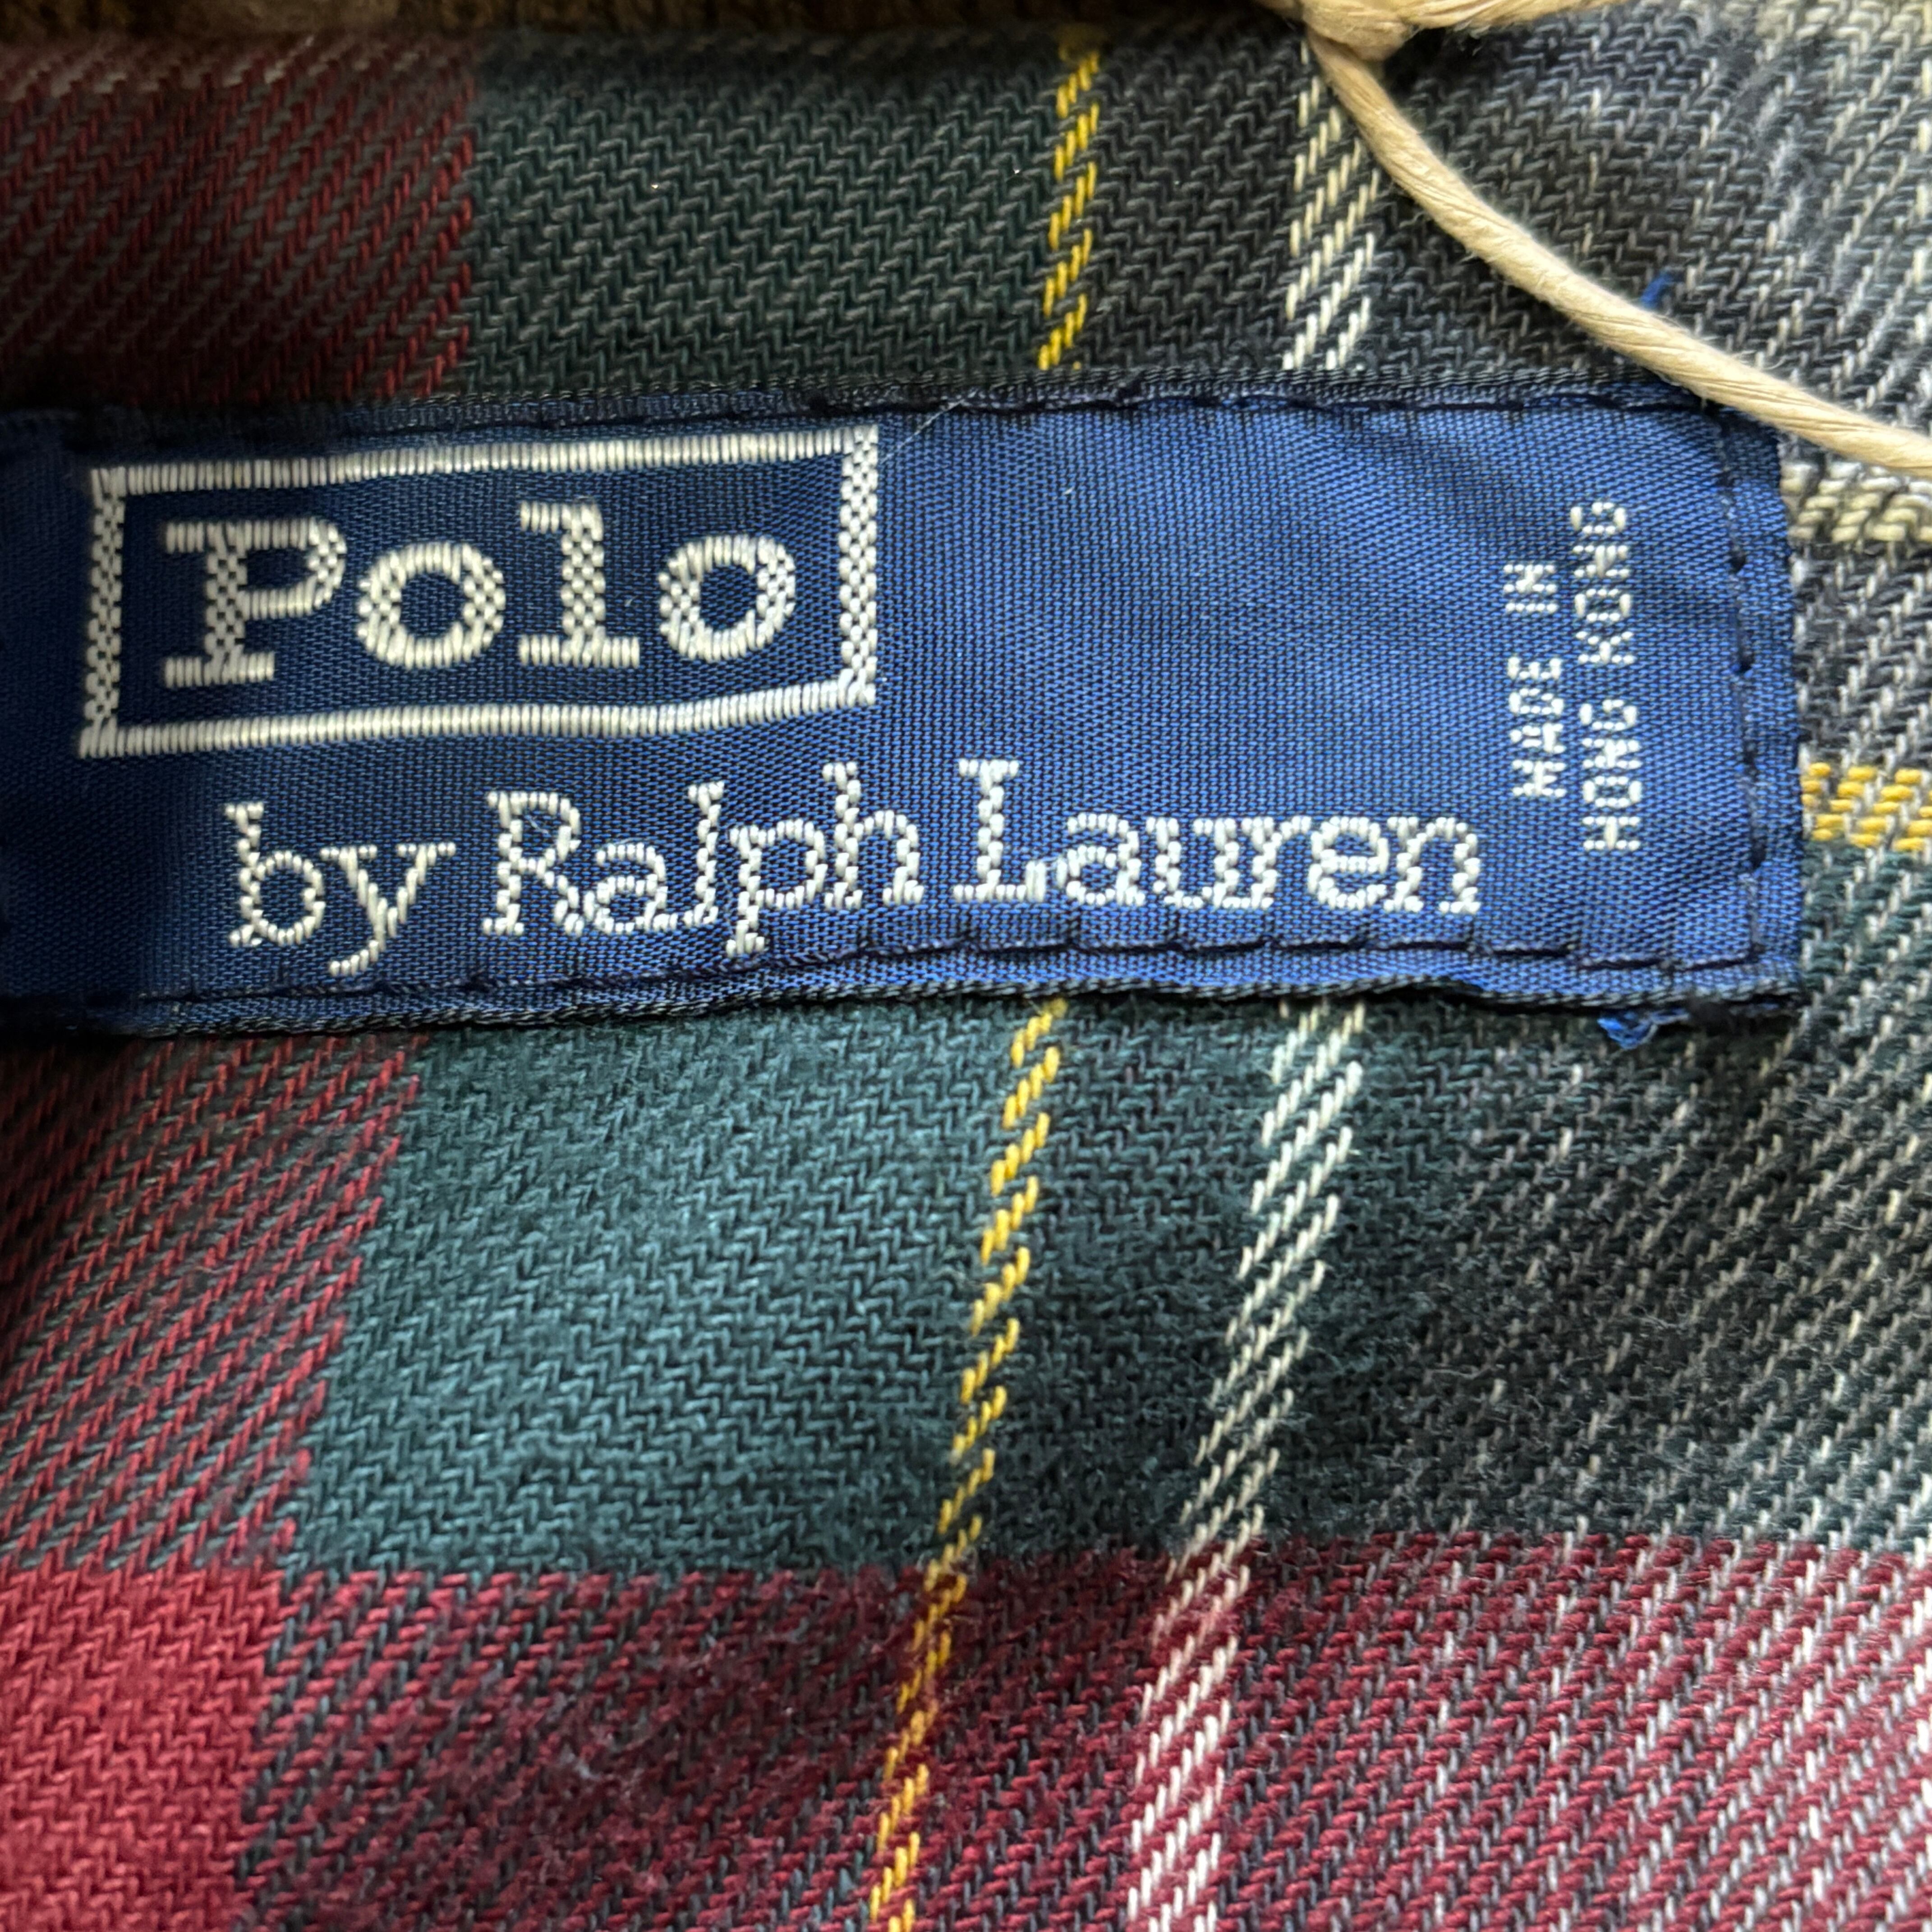 Polo
by Ralph Lauren
MADE IN
HONG KONG